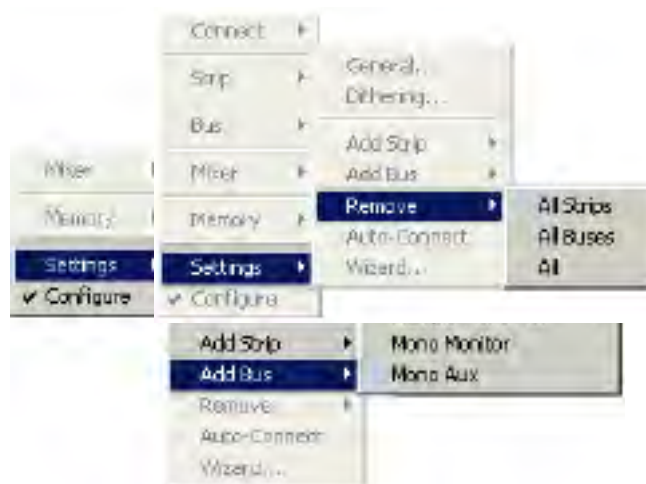 Mixer
Memory
Settings
✔ Configure
Connect
Strip
Bus
Mixer
Memory
Settings
✔ Configure
General...
Dithering...
Add Strip
Add Bus
Remove
Auto-Connect
Wizard...
All Strips
All Buses
All
Add Strip
Add Bus
Remove
Auto-Connect
Wizard...
Mono Monitor
Mono Aux